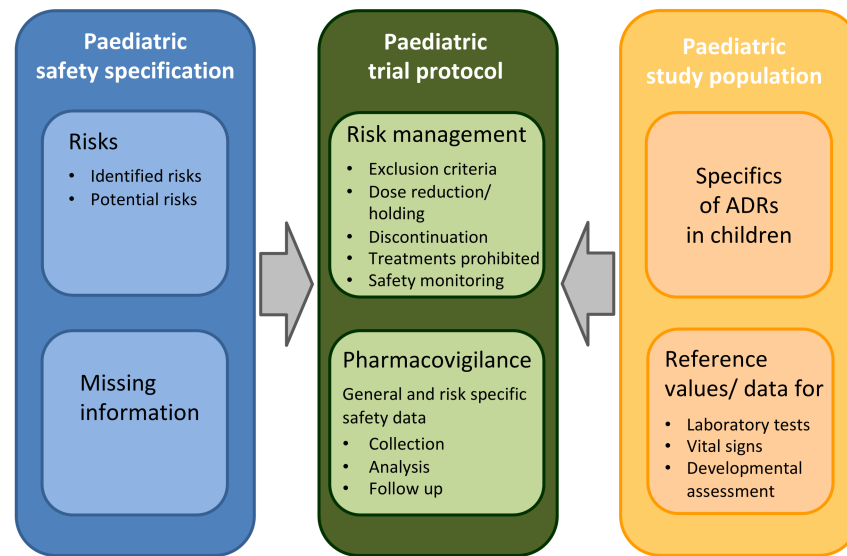 Paediatric
safety specification
Risks
• Identified risks
• Potential risks
Missing
information
Paediatric
trial protocol
Risk management
• Exclusion criteria
• Dose reduction/
holding
• Discontinuation
• Treatments prohibited
• Safety monitoring
Pharmacovigilance
General and risk specific
safety data
• Collection
• Analysis
• Follow up
Paediatric
study population
Specifics
of ADRs
in children
Reference
values/ data for
• Laboratory tests
• Vital signs
• Developmental
assessment